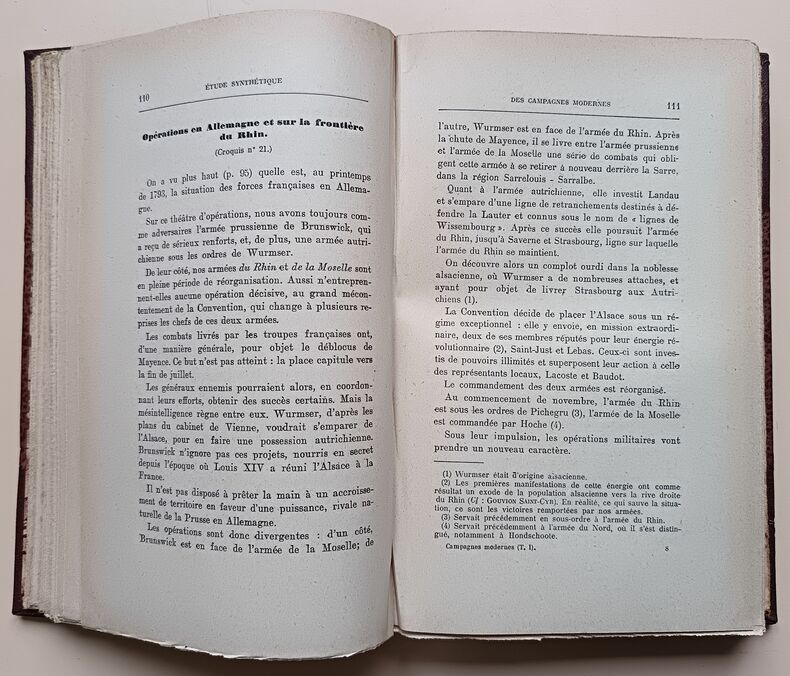 110
ÉTUDE SYNTHÉTIQUE
Opérations en Allemagne et sur la frontière
du Rhin.
(Croquis n° 21.)
On a vu plus haut (p. 95) quelle est, au printemps
de 1793, la situation des forces françaises en Allema-
gne.
Sur ce théâtre d'opérations, nous avons toujours com-
me adversaires l'armée prussienne de Brunswick, qui
a reçu de sérieux renforts, et, de plus, une armée autri-
chienne sous les ordres de Wurmser.
De leur côté, nos armées du Rhin et de la Moselle sont
en pleine période de réorganisation. Aussi n'entrepren-
nent-elles aucune opération décisive, au grand mécon-
tentement de la Convention, qui change à plusieurs re-
prises les chefs de ces deux armées.
Les combats livrés par les troupes françaises ont,
d'une manière générale, pour objet le déblocus de
Mayence. Ce but n'est pas atteint : la place capitule vers
la fin de juillet.
Les généraux ennemis pourraient alors, en coordon-
nant leurs efforts, obtenir des succès certains. Mais la
mésintelligence règne entre eux. Wurmser, d'après les
plans du cabinet de Vienne, voudrait s'emparer de
l'Alsace, pour en faire une possession autrichienne.
Brunswick n'ignore pas ces projets, nourris en secret
depuis l'époque où Louis XIV a réuni l'Alsace à la
France.
Il n'est pas disposé à prêter la main à un accroisse-
ment de territoire en faveur d'une puissance, rivale na-
turelle de la Prusse en Allemagne.
Les opérations sont donc divergentes : d'un côté,
Brunswick est en face de l'armée de la Moselle; de
DES CAMPAGNES MODERNES
111
l'autre, Wurmser est en face de l'armée du Rhin. Après
la chute de Mayence, il se livre entre l'armée prussienne
et l'armée de la Moselle une série de combats qui obli-
gent cette armée à se retirer à nouveau derrière la Sarre,
dans la région Sarrelouis - Sarralbe.
Quant à l'armée autrichienne, elle investit Landau
et s'empare d'une ligne de retranchements destinés à dé-
fendre la Lauter et connus sous le nom de « lignes de
Wissembourg ». Après ce succès elle poursuit l'armée
du Rhin, jusqu'à Saverne et Strasbourg, ligne sur laquelle
l'armée du Rhin se maintient.
On découvre alors un complot ourdi dans la noblesse
alsacienne, où Wurmser a de nombreuses attaches, et
ayant pour objet de livrer Strasbourg aux Autri-
chiens (1).
La Convention décide de placer l'Alsace sous un ré-
gime exceptionnel : elle y envoie, en mission extraordi-
naire, deux de ses membres réputés pour leur énergie ré-
volutionnaire (2), Saint-Just et Lebas. Ceux-ci sont inves-
tis de pouvoirs illimités et superposent leur action à celle
des représentants locaux, Lacoste et Baudot.
Le commandement des deux armées est réorganisé.
Au commencement de novembre, l'armée du Rhin
est sous les ordres de Pichegru (3), l'armée de la Moselle
est commandée par Hoche (4).
Sous leur impulsion, les opérations militaires vont
prendre un nouveau caractère.
(1) Wurmser était d'origine alsacienne.
(2) Les premières manifestations de cette énergie ont comme
résultat un exode de la population alsacienne vers la rive droite
du Rhin (Cf : GOUVION SAINT-CYR). En réalité, ce qui sauve la situa-
tion, ce sont les victoires remportées par nos armées.
(3) Servait précédemment en sous-ordre à l'armée du Rhin.
(4) Servait précédemment à l'armée du Nord, où il s'est distin-
gué, notamment à Hondschoote.
Campagnes modernes (T. I).
8